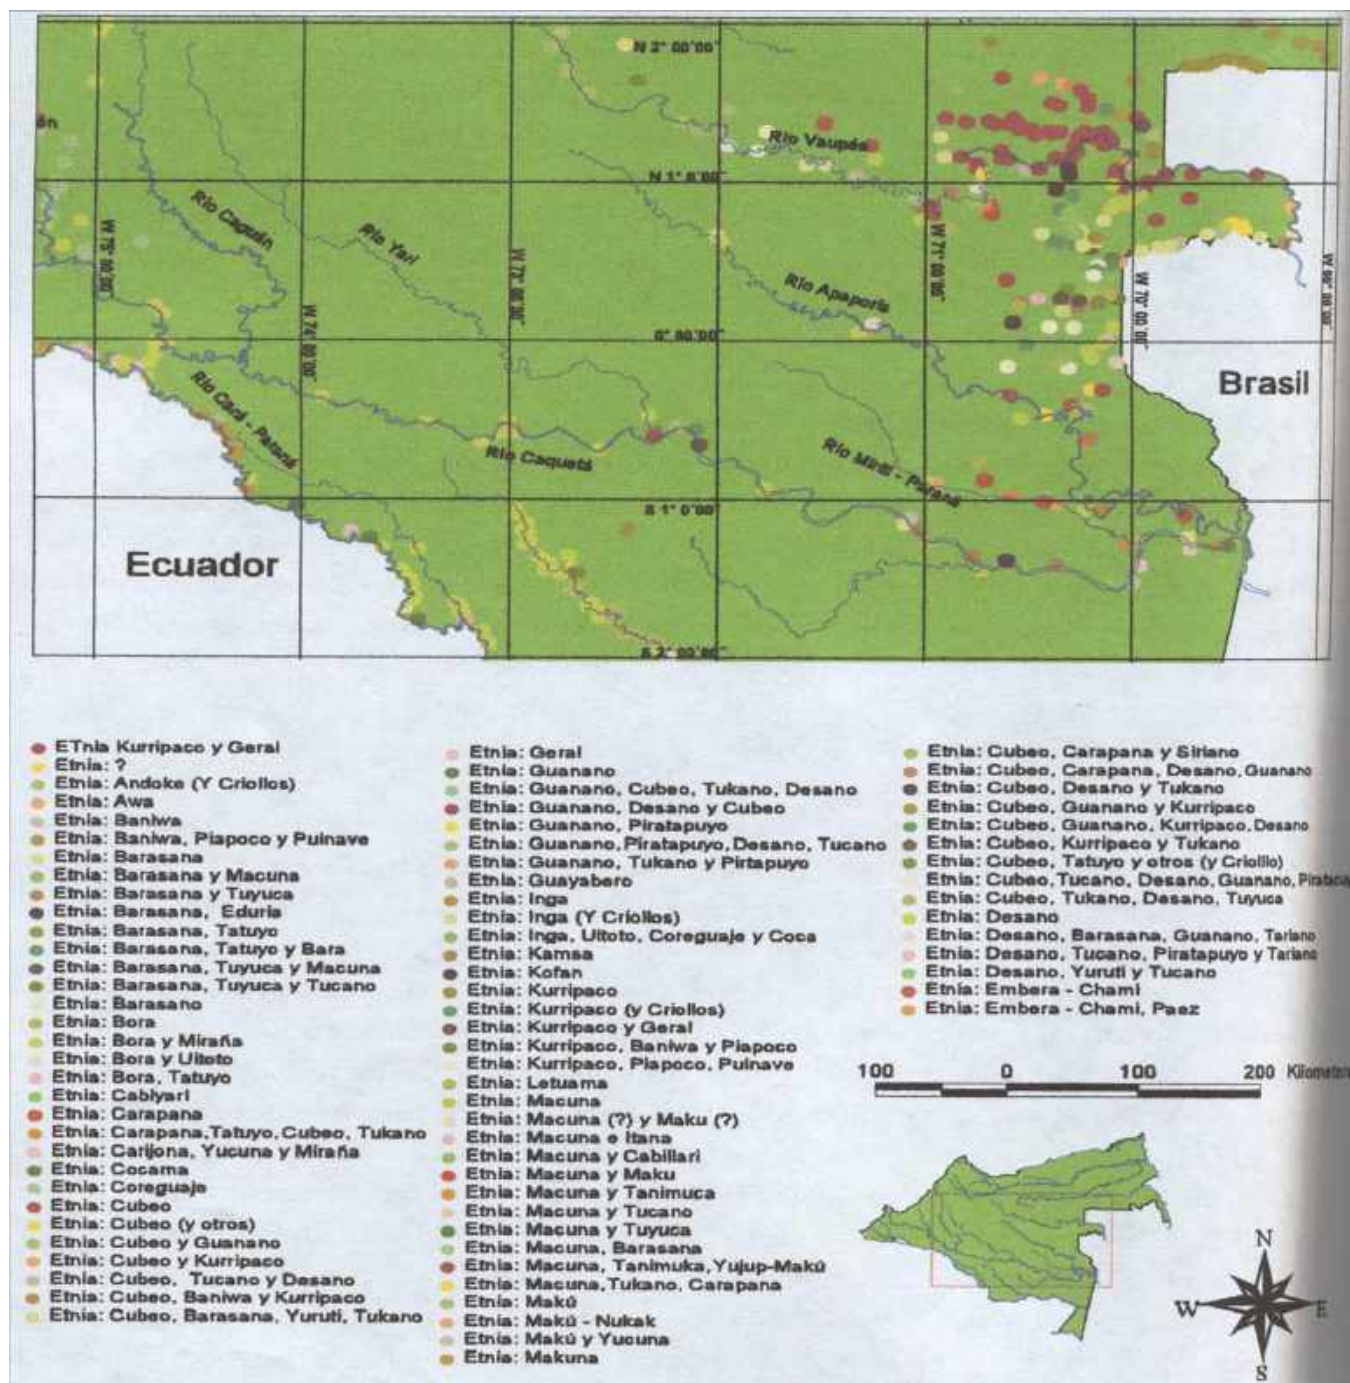 ón
N 2° 00'00"
Río Vaupés
N 1° 0'00"
Río Caguán
Río Yarí
W 75° 00'00"
W 71° 00'00"
W 70° 00'00"
Río Apaporis
W 74° 00'00"
0° 00'00"
Brasil
Río Mirití - Paraná
Río Caquetá
S 1° 0'00"
Ecuador
S 2° 00'00"
ETnia Kurripaco y Geral
Etnia: ?
Etnia: Andoke (Y Criollos)
Etnia: Awa
Etnia: Baniwa
Etnia: Baniwa, Piapoco y Puinave
Etnia: Barasana
Etnia: Barasana y Macuna
Etnia: Barasana y Tuyuca
Etnia: Barasana, Eduria
Etnia: Barasana, Tatuyo
Etnia: Barasana, Tatuyo y Bara
Etnia: Barasana, Tuyuca y Macuna
Etnia: Barasana, Tuyuca y Tucano
Etnia: Barasano
Etnia: Bora
Etnia: Bora y Miraña
Etnia: Bora y Uitoto
Etnia: Bora, Tatuyo
Etnia: Cabiyari
Etnia: Carapana
Etnia: Carapana,Tatuyo,Cubeo, Tukano
Etnia: Carijona, Yucuna y Miraña
Etnia: Cocama
Etnia: Coreguaje
Etnia: Cubeo
Etnia: Cubeo (y otros)
Etnia: Cubeo y Guanano
Etnia: Cubeo y Kurripaco
Etnia: Cubeo, Tucano y Desano
Etnia: Cubeo, Baniwa y Kurripaco
Etnia: Cubeo, Barasana, Yuruti, Tukano
Etnia: Geral
Etnia: Guanano
Etnia: Guanano, Cubeo, Tukano, Desano
Etnia: Guanano, Desano y Cubeo
Etnia: Guanano, Piratapuyo
Etnia: Guanano,Piratapuyo,Desano, Tucano
Etnia: Guanano, Tukano y Pirtapuyo
Etnia: Guayabero
Etnia: Inga
Etnia: Inga (Y Criollos)
Etnia: Inga, Uitoto, Coreguaje y Coca
Etnia: Kamsa
Etnia: Kofan
Etnia: Kurripaco
Etnia: Kurripaco (y Criollos)
Etnia: Kurripaco y Geral
Etnia: Kurripaco, Baniwa y Piapoco
Etnia: Kurripaco, Piapoco, Puinave
Etnia: Letuama
Etnia: Macuna
Etnia: Macuna (?) y Maku (?)
Etnia: Macuna e Itana
Etnia: Macuna y Cabillari
Etnia: Macuna y Maku
Etnia: Macuna y Tanimuca
Etnia: Macuna y Tucano
Etnia: Macuna y Tuyuca
Etnia: Macuna, Barasana
Etnia: Macuna, Tanimuka,Yujup-Makú
Etnia: Macuna,Tukano, Carapana
Etnia: Makú
Etnia: Makú - Nukak
Etnia: Makú y Yucuna
Etnia: Makuna
Etnia: Cubeo, Carapana y Siriano
Etnia: Cubeo, Carapana, Desano, Guanano
Etnia: Cubeo, Desano y Tukano
Etnia: Cubeo, Guanano y Kurripaco
Etnia: Cubeo, Guanano, Kurripaco,Desano
Etnia: Cubeo, Kurripaco y Tukano
Etnia: Cubeo, Tatuyo y otros (y Criollo)
Etnia: Cubeo,Tucano, Desano, Guanano,
Etnia: Cubeo, Tukano, Desano, Tuyuca
Etnia: Desano
Etnia: Desano, Barasana, Guanano, Tariano
Etnia: Desano, Tucano, Piratapuyo y Tariano
Etnia: Desano, Yuruti y Tucano
Etnia: Embera - Chami
Etnia: Embera - Chami, Paez
100 0 100 200
N
W E
S